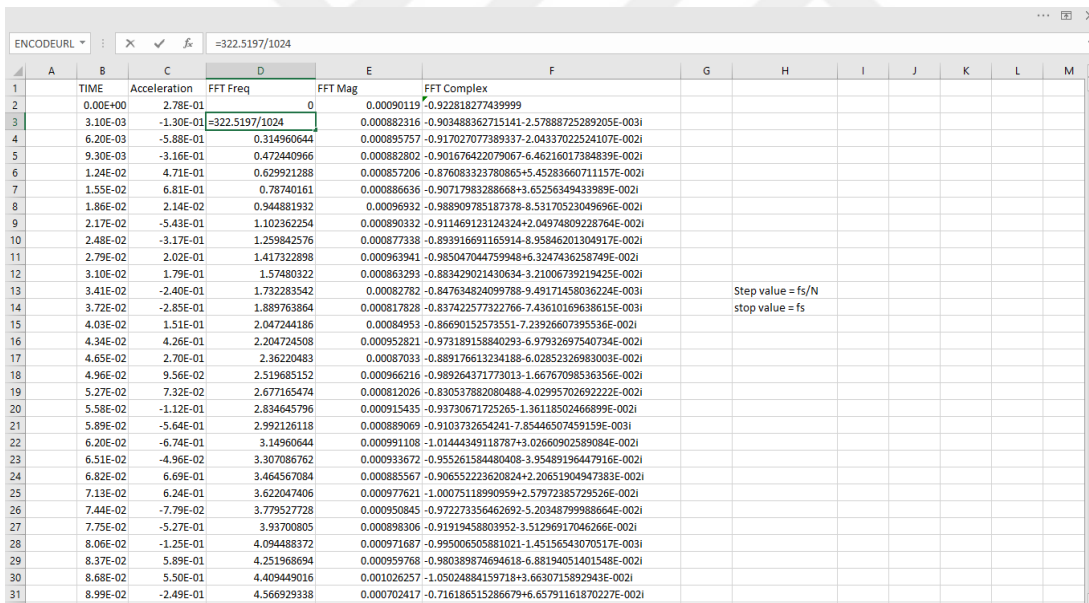 ENCODEURL =322.5197/1024
A B C D E F G H I J K L M
1 TIME Acceleration FFT Freq FFT Mag FFT Complex
2 0.00E+00 2.78E-01 0 0.00090119 -0.922818277439999
3 3.10E-03 -1.30E-01 =322.5197/1024 0.000882316 -0.903488362715141-2.57888725289205E-003i
4 6.20E-03 -5.88E-01 0.314960644 0.000895757 -0.917027077389337-2.04337022524107E-002i
5 9.30E-03 -3.16E-01 0.472440966 0.000882802 -0.901676422079067-6.46216017384839E-002i
6 1.24E-02 4.71E-01 0.629921288 0.000857206 -0.876083323780865+5.45283660711157E-002i
7 1.55E-02 6.81E-01 0.78740161 0.000886636 -0.90717983288668+3.65256349433989E-002i
8 1.86E-02 2.14E-02 0.944881932 0.00096932 -0.988909785187378-8.53170523049696E-002i
9 2.17E-02 -5.43E-01 1.102362254 0.000890332 -0.911469123124324+2.04974809228764E-002i
10 2.48E-02 -3.17E-01 1.259842576 0.000877338 -0.893916691165914-8.95846201304917E-002i
11 2.79E-02 2.02E-01 1.417322898 0.000963941 -0.985047044759948+6.3247436258749E-002i
12 3.10E-02 1.79E-01 1.57480322 0.000863293 -0.883429021430634-3.21006739219425E-002i
13 3.41E-02 -2.40E-01 1.732283542 0.00082782 -0.847634824099788-9.49171458036224E-003i Step value = fs/N
14 3.72E-02 -2.85E-01 1.889763864 0.000817828 -0.837422577322766-7.43610169638615E-003i stop value = fs
15 4.03E-02 1.51E-01 2.047244186 0.00084953 -0.86690152573551-7.23926607395536E-002i
16 4.34E-02 4.26E-01 2.204724508 0.000952821 -0.973189158840293-6.97932697540734E-002i
17 4.65E-02 2.70E-01 2.36220483 0.00087033 -0.889176613234188-6.02852326983003E-002i
18 4.96E-02 9.56E-02 2.519685152 0.000966216 -0.989264371773013-1.66767098536356E-002i
19 5.27E-02 7.32E-02 2.677165474 0.000812026 -0.830537882080488-4.02995702692222E-002i
20 5.58E-02 -1.12E-01 2.834645796 0.000915435 -0.93730671725265-1.36118502466899E-002i
21 5.89E-02 -5.64E-01 2.992126118 0.000889069 -0.9103732654241-7.85446507459159E-003i
22 6.20E-02 -6.74E-01 3.14960644 0.000991108 -1.01444349118787+3.02660902589084E-002i
23 6.51E-02 -4.96E-02 3.307086762 0.000933672 -0.955261584480408-3.95489196447916E-002i
24 6.82E-02 6.69E-01 3.464567084 0.000885567 -0.906552223620824+2.20651904947383E-002i
25 7.13E-02 6.24E-01 3.622047406 0.000977621 -1.00075118990959+2.57972385729526E-002i
26 7.44E-02 -7.79E-02 3.779527728 0.000950845 -0.972273356462692-5.20348799988664E-002i
27 7.75E-02 -5.27E-01 3.93700805 0.000898306 -0.91919458803952-3.51296917046266E-002i
28 8.06E-02 -1.25E-01 4.094488372 0.000971687 -0.995006505881021-1.45156543070517E-003i
29 8.37E-02 5.89E-01 4.251968694 0.000959768 -0.980389874694618-6.88194051401548E-002i
30 8.68E-02 5.50E-01 4.409449016 0.001026257 -1.05024884159718+3.6630715892943E-002i
31 8.99E-02 -2.49E-01 4.566929338 0.000702417 -0.716186515286679+6.65791161870227E-002i